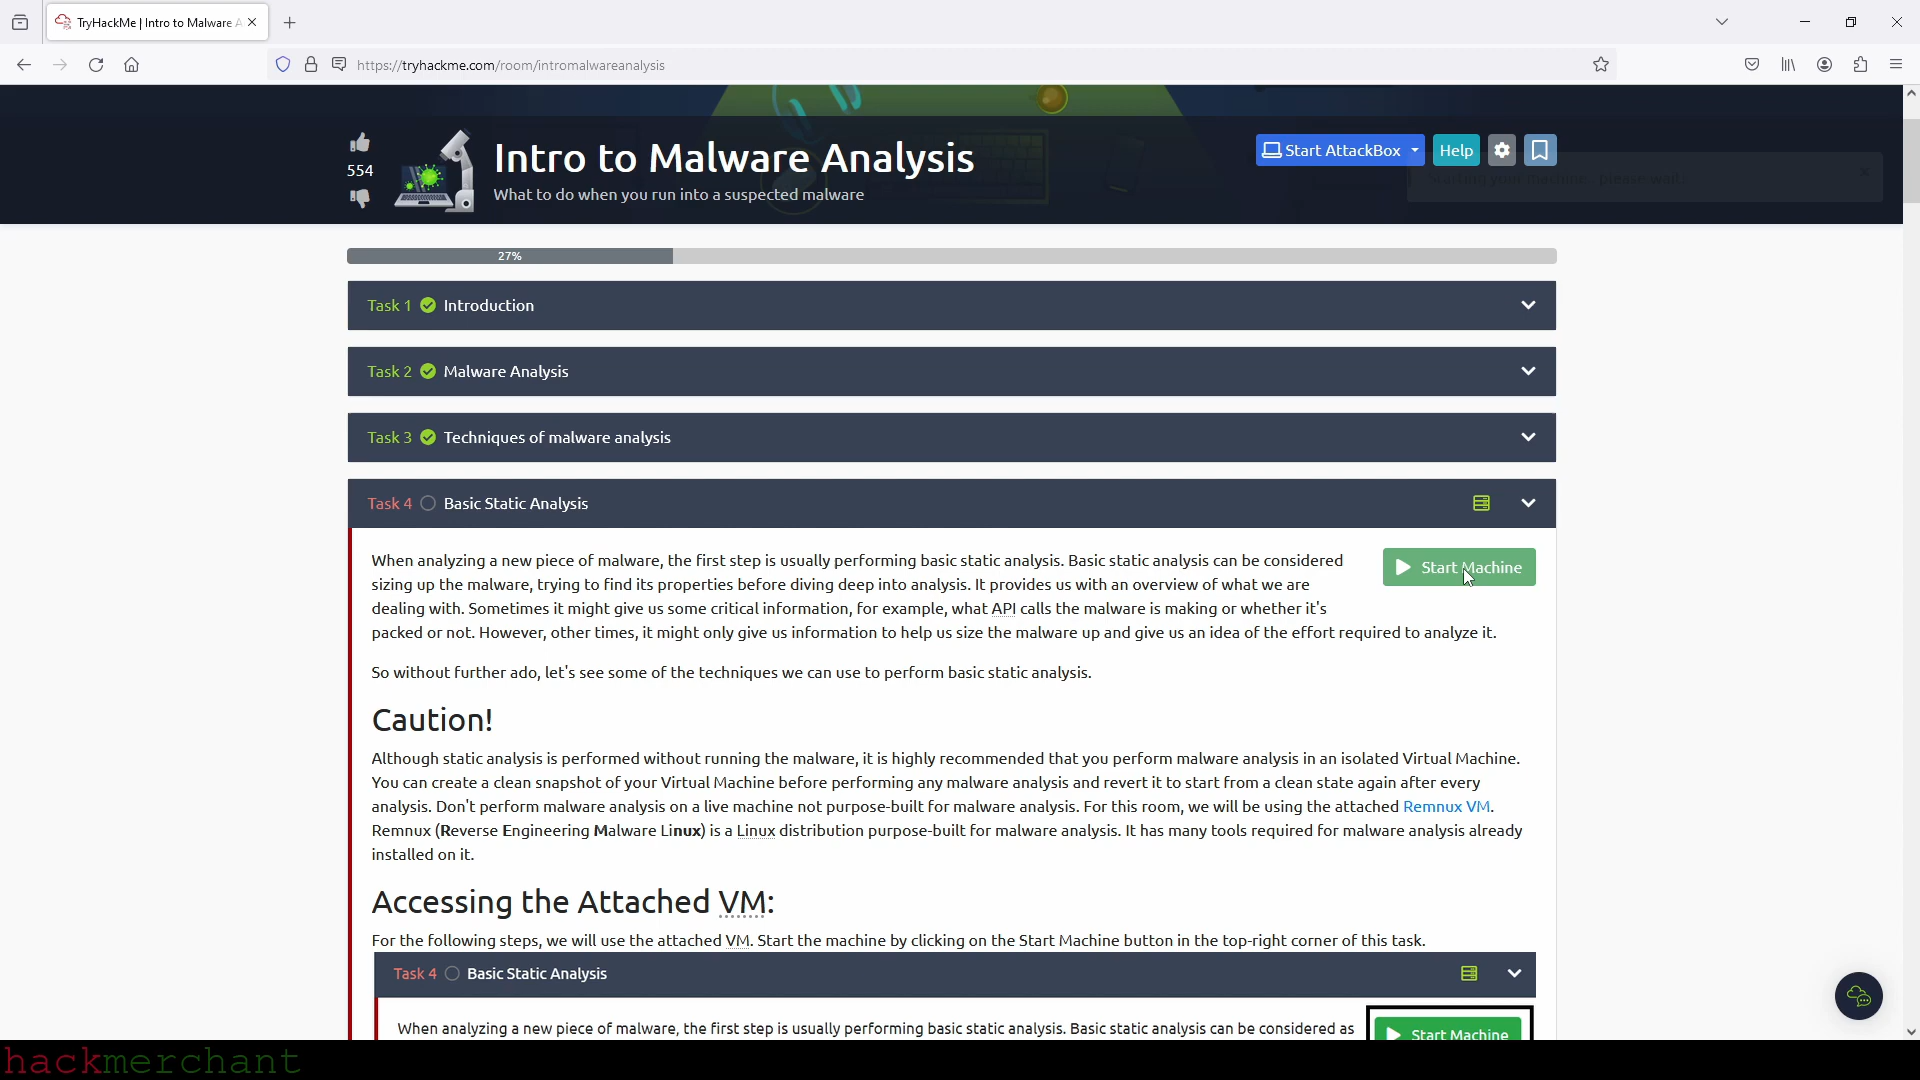 TryHackMe | Intro to Malware A
https://tryhackme.com/room/intromalwareanalysis
554
Intro to Malware Analysis
What to do when you run into a suspected malware
Start AttackBox
Help
Starting your machine, please wait
27%
Task 1 Introduction
Task 2 Malware Analysis
Task 3 Techniques of malware analysis
Task 4 Basic Static Analysis
When analyzing a new piece of malware, the first step is usually performing basic static analysis. Basic static analysis can be considered
Start Machine
sizing up the malware, trying to find its properties before diving deep into analysis. It provides us with an overview of what we are
dealing with. Sometimes it might give us some critical information, for example, what API calls the malware is making or whether it's
packed or not. However, other times, it might only give us information to help us size the malware up and give us an idea of the effort required to analyze it.
So without further ado, let's see some of the techniques we can use to perform basic static analysis.
Caution!
Although static analysis is performed without running the malware, it is highly recommended that you perform malware analysis in an isolated Virtual Machine.
You can create a clean snapshot of your Virtual Machine before performing any malware analysis and revert it to start from a clean state again after every
analysis. Don't perform malware analysis on a live machine not purpose-built for malware analysis. For this room, we will be using the attached Remnux VM.
Remnux (Reverse Engineering Malware Linux) is a Linux distribution purpose-built for malware analysis. It has many tools required for malware analysis already
installed on it.
Accessing the Attached VM:
For the following steps, we will use the attached VM. Start the machine by clicking on the Start Machine button in the top-right corner of this task.
Task 4 Basic Static Analysis
When analyzing a new piece of malware, the first step is usually performing basic static analysis. Basic static analysis can be considered as
Start Machine
hackmerchant